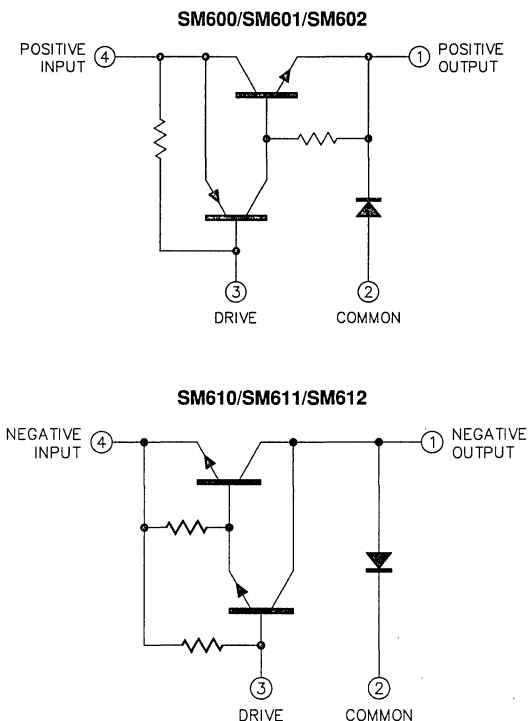 SM600/SM601/SM602
POSITIVE
INPUT
4
1
POSITIVE
OUTPUT
3
2
DRIVE
COMMON
SM610/SM611/SM612
NEGATIVE
INPUT
4
1
NEGATIVE
OUTPUT
3
2
DRIVE
COMMON